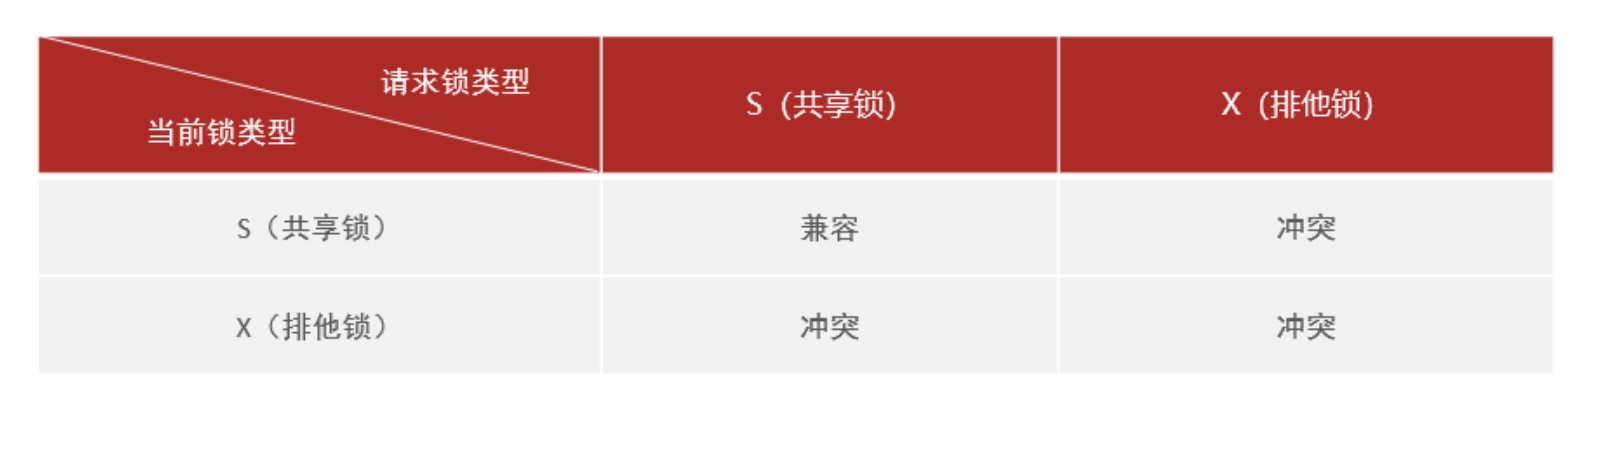 请求锁类型
当前锁类型
S (共享锁)
X (排他锁)
S（共享锁）
兼容
冲突
X（排他锁）
冲突
冲突